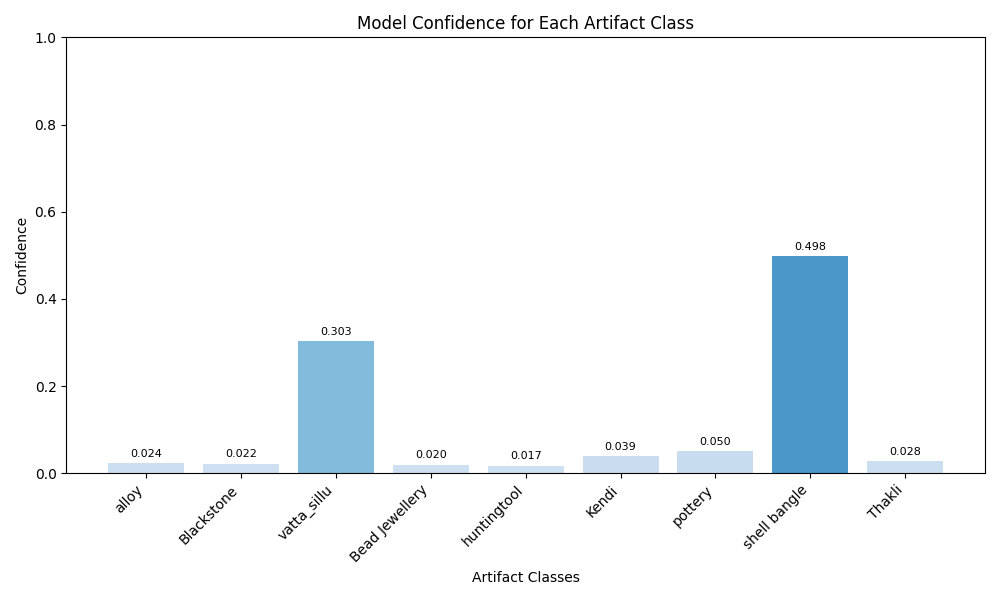 Model Confidence for Each Artifact Class
1.0
0.8
0.6
0.4
0.2
0.0
Confidence
0.024
0.022
0.303
0.020
0.017
0.039
0.050
0.498
0.028
alloy
Blackstone
vatta_sillu
Bead Jewellery
huntingtool
Kendi
pottery
shell bangle
Thakli
Artifact Classes